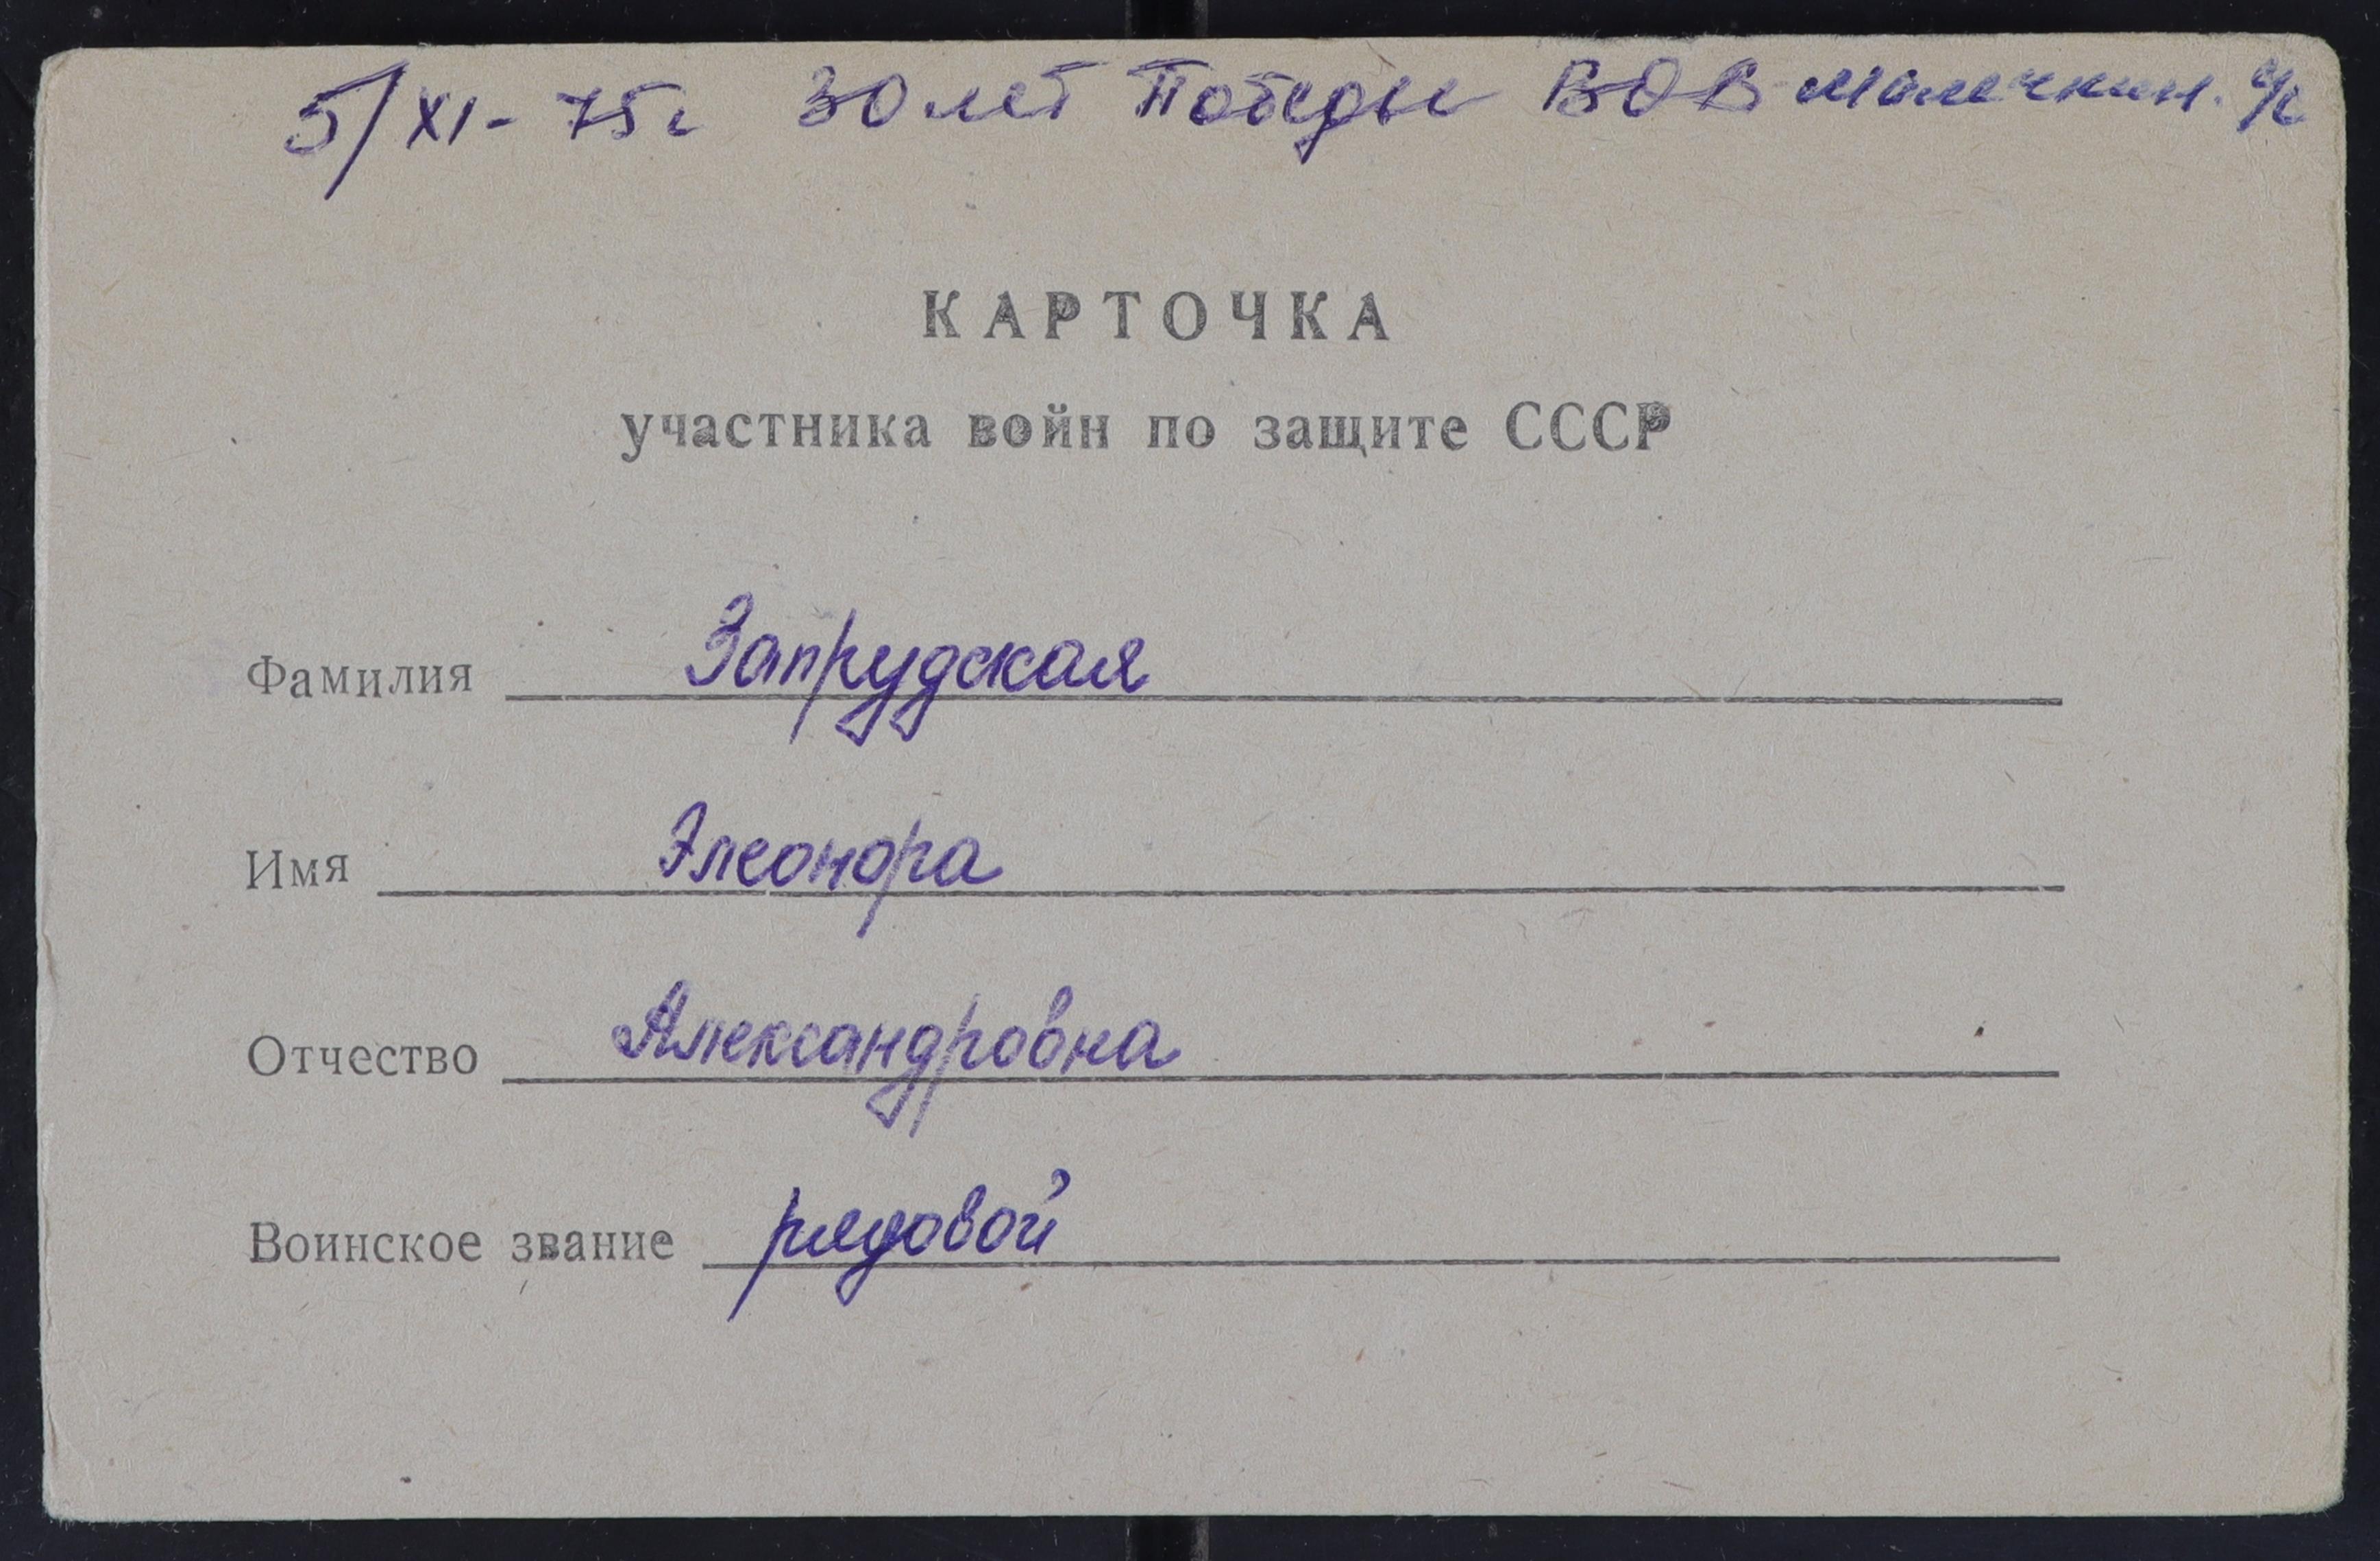 5/XI-75г 30 лет Победы ВОВ
КАРТОЧКА
участника войн по защите СССР
Фамилия Запрудская
Имя Элеонора
Отчество Александровна
Воинское звание рядовой